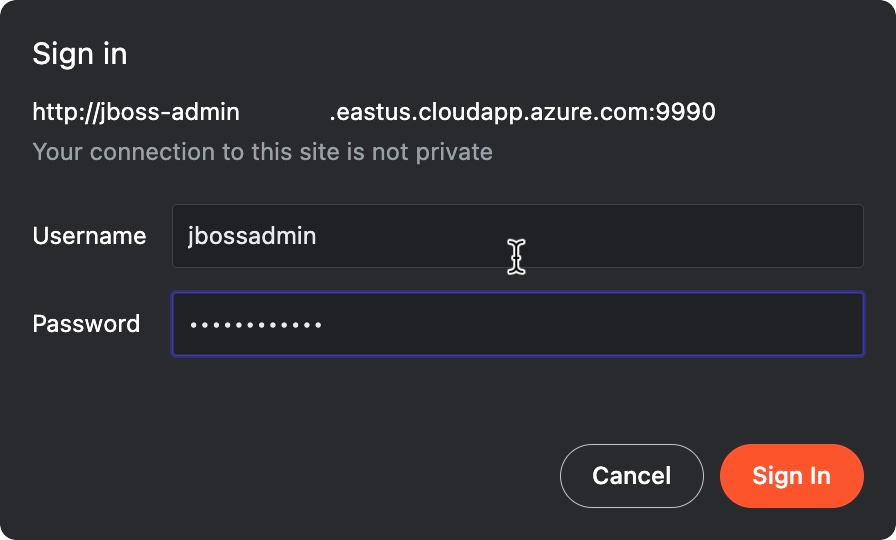 Sign in
http://jboss-admin .eastus.cloudapp.azure.com:9990
Your connection to this site is not private
Username jbossadmin
Password ••••••••••••
Cancel Sign In